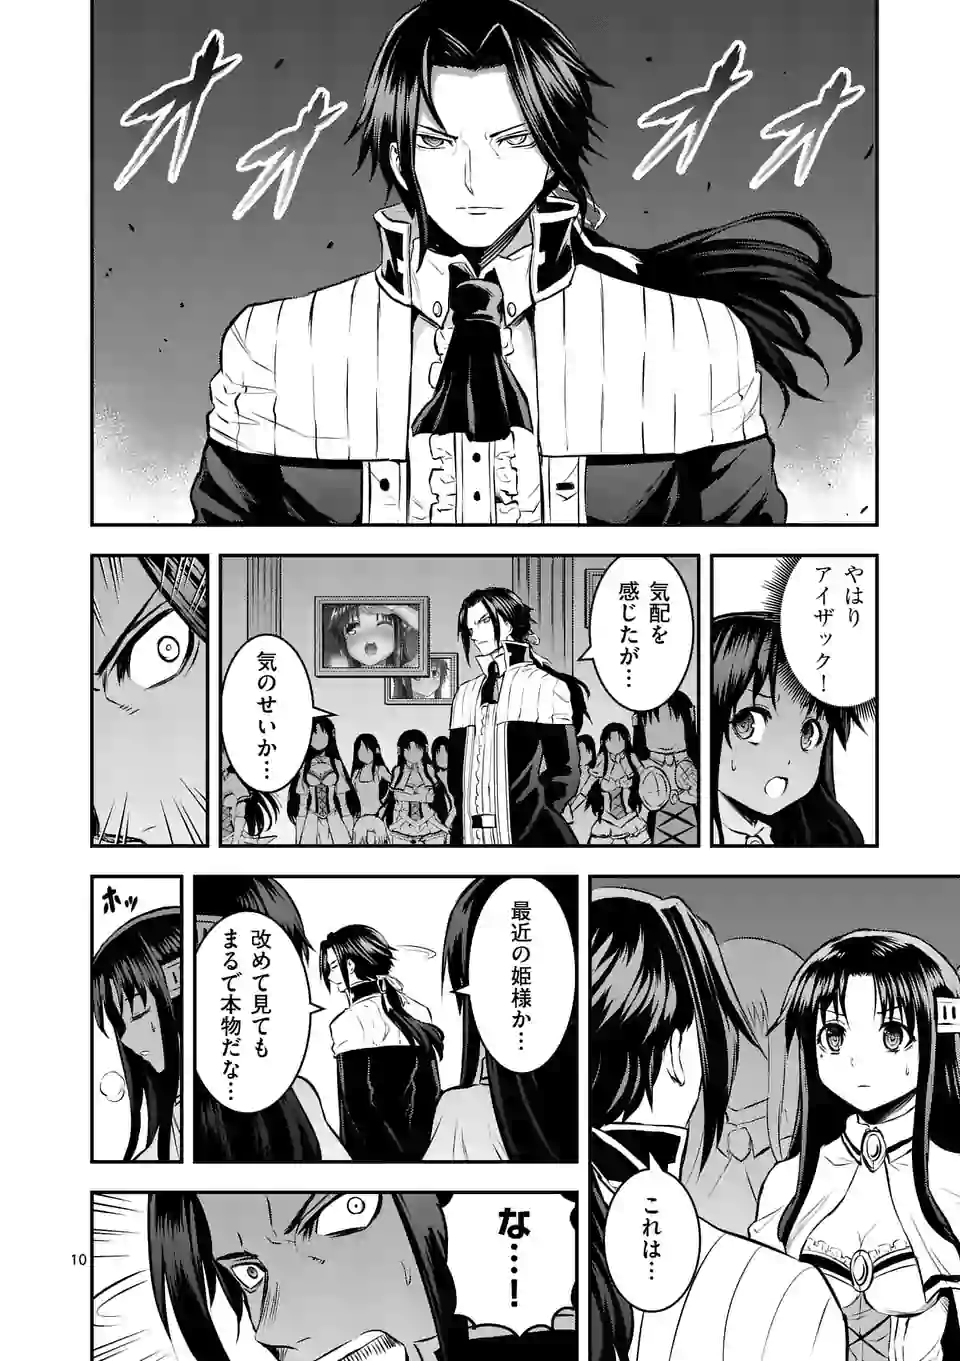 オオオオ
やはり
アイザック!
気配を
感じたが…
気のせいか…
これは…
最近の姫様か…
改めて見ても
まるで本物だな…
ホッ
な…!
10